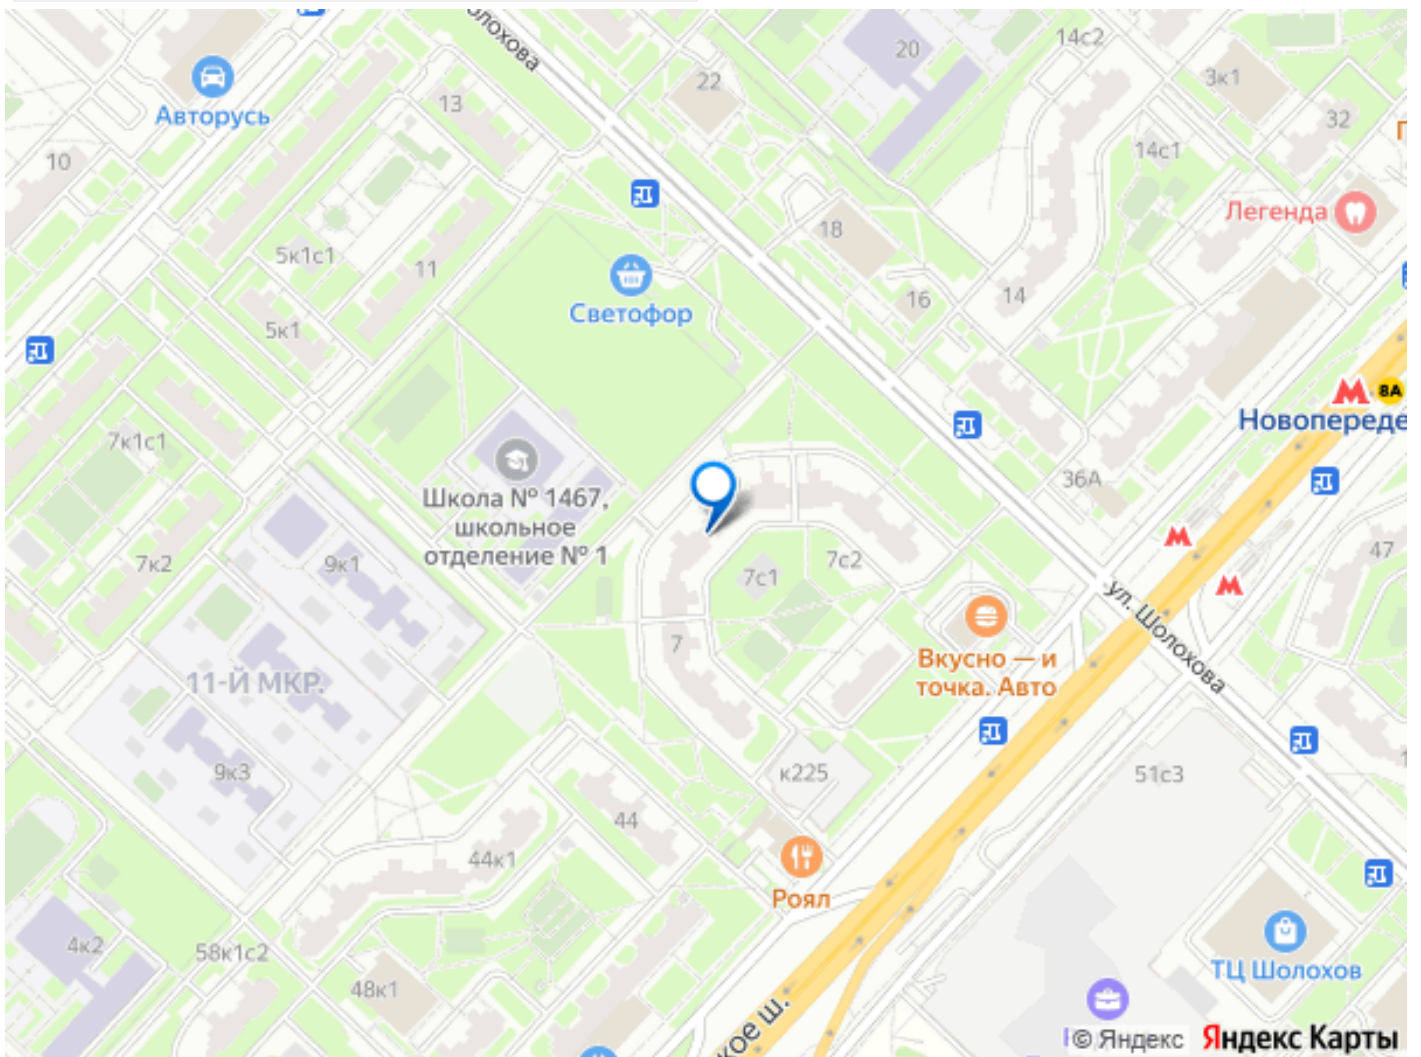 олохова
20
14с2
22
3к1
Авторусь
13
32
10
14с1
Легенда
18
5к1с1
11
16
14
Светофор
5к1
8А
Новопереде
7к1с1
36А
Школа № 1467,
школьное
отделение № 1
7к2
9к1
7с1
7с2
47
ул. Шолохова
7
Вкусно — и
точка. Авто
11-Й МКР.
9к3
к225
51с3
44
44к1
Роял
4к2
58к1с2
48к1
ТЦ Шолохов
кое ш.
© Яндекс
Яндекс Карты